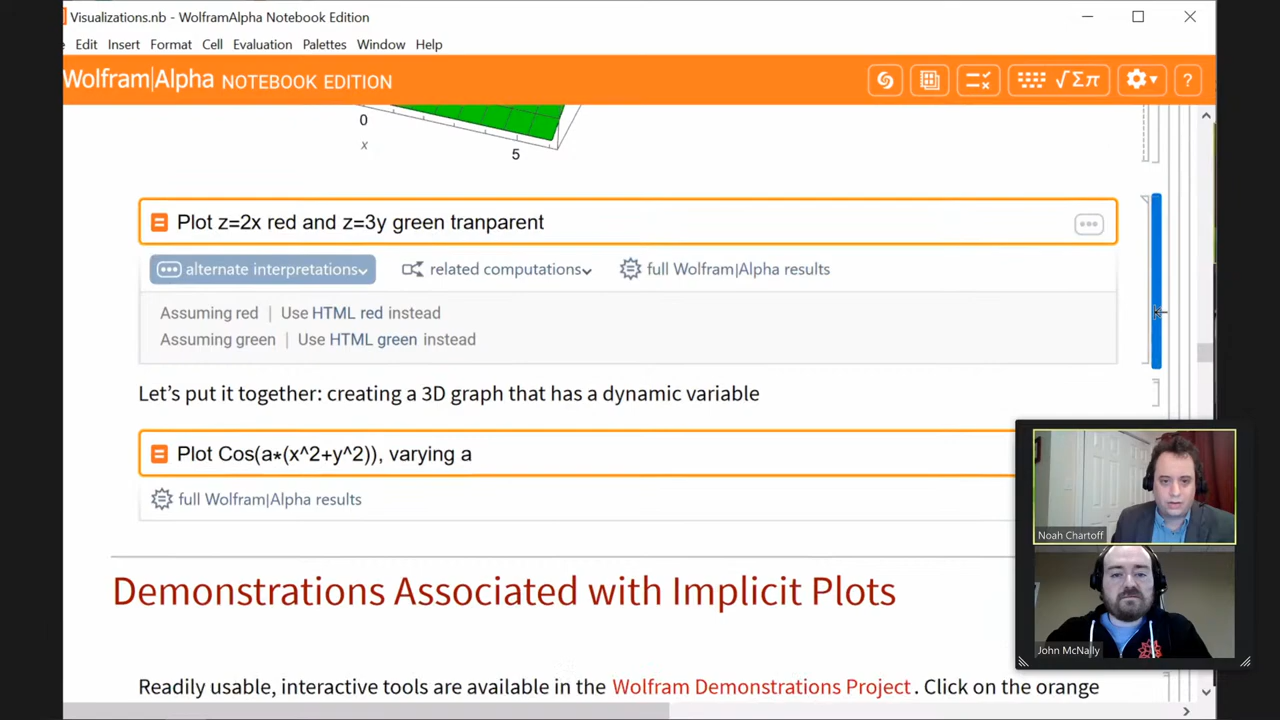 Visualizations.nb - WolframAlpha Notebook Edition
Edit Insert Format Cell Evaluation Palettes Window Help
Wolfram|Alpha NOTEBOOK EDITION
√Σπ
?
0
x
5
Plot z=2x red and z=3y green tranparent
alternate interpretations
related computations
full Wolfram|Alpha results
Assuming red | Use HTML red instead
Assuming green | Use HTML green instead
Let's put it together: creating a 3D graph that has a dynamic variable
Plot Cos(a*(x^2+y^2)), varying a
full Wolfram|Alpha results
Noah Chartoff
Demonstrations Associated with Implicit Plots
John McNally
Readily usable, interactive tools are available in the Wolfram Demonstrations Project. Click on the orange